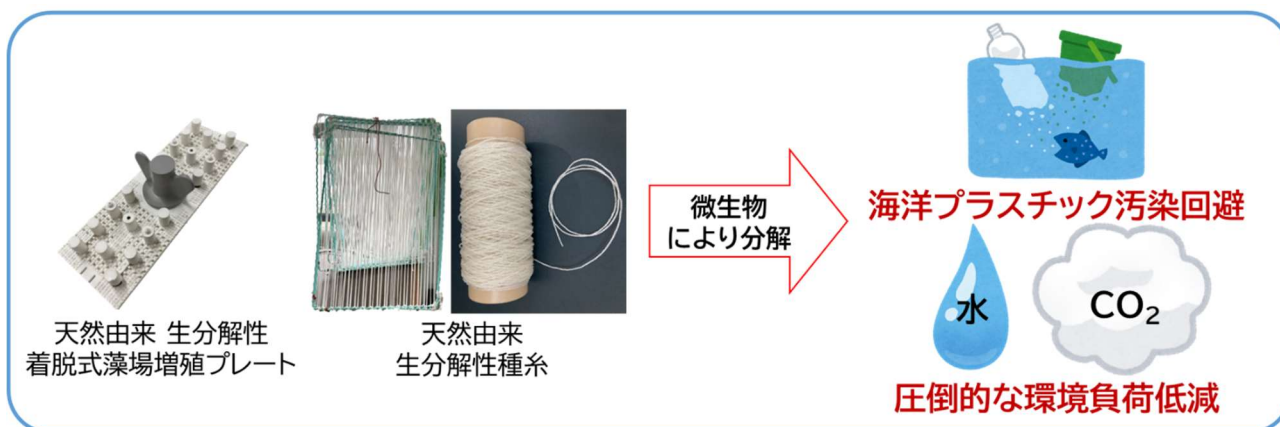 天然由来 生分解性
着脱式藻場増殖プレート
天然由来
生分解性種糸
微生物
により分解
海洋プラスチック汚染回避
水
CO₂
圧倒的な環境負荷低減